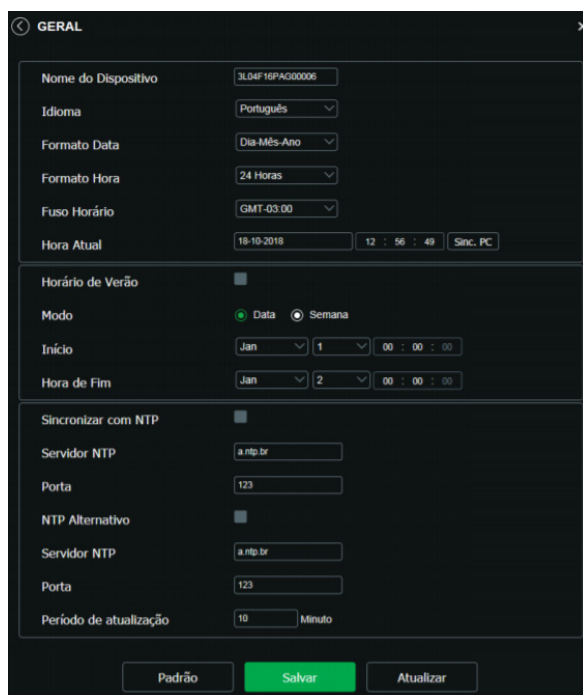 GERAL
Nome do Dispositivo 3L04F16PAG00006
Idioma Português
Formato Data Dia-Mês-Ano
Formato Hora 24 Horas
Fuso Horário GMT-03:00
Hora Atual 18-10-2018 12 : 56 : 49 Sinc. PC
Horário de Verão
Modo Data Semana
Início Jan 1 00 : 00 : 00
Hora de Fim Jan 2 00 : 00 : 00
Sincronizar com NTP
Servidor NTP a.ntp.br
Porta 123
NTP Alternativo
Servidor NTP a.ntp.br
Porta 123
Período de atualização 10 Minuto
Padrão Salvar Atualizar